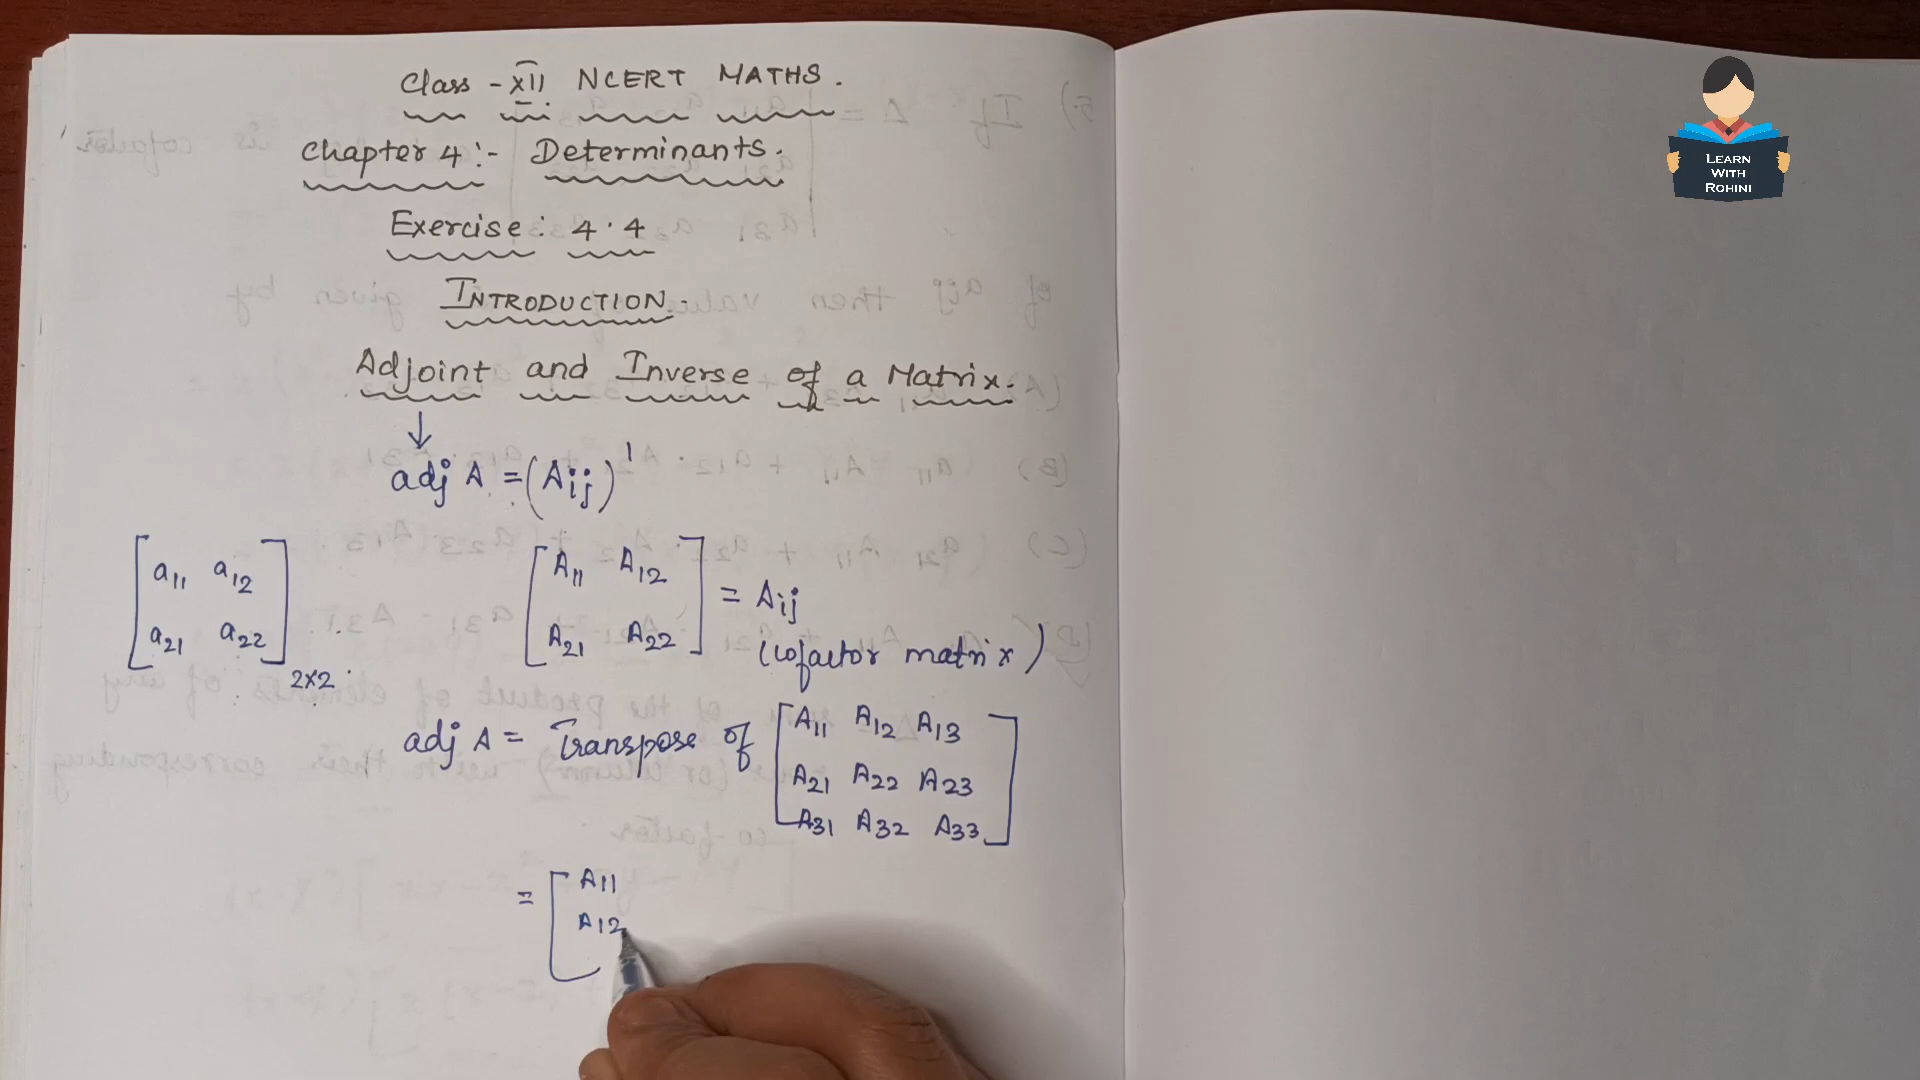 Class - XII NCERT MATHS.
Chapter 4 :- Determinants.
Exercise: 4.4
INTRODUCTION.
Adjoint and Inverse of a Matrix.
↓
adj A = (Aij)'
[a11 a12
a21 a22] 2x2.
[A11 A12
A21 A22] = Aij
(cofactor matrix)
adj A = Transpose of [A11 A12 A13
A21 A22 A23
A31 A32 A33]
= [A11
A12
LEARN
WITH
ROHINI